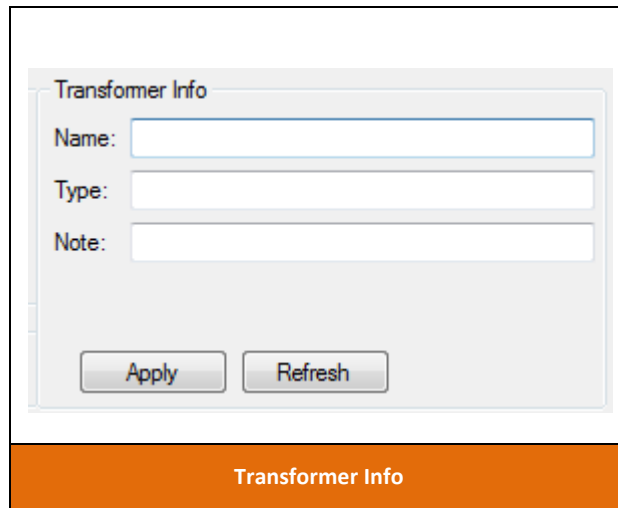 Transformer Info
Name:
Type:
Note:
Apply Refresh
Transformer Info